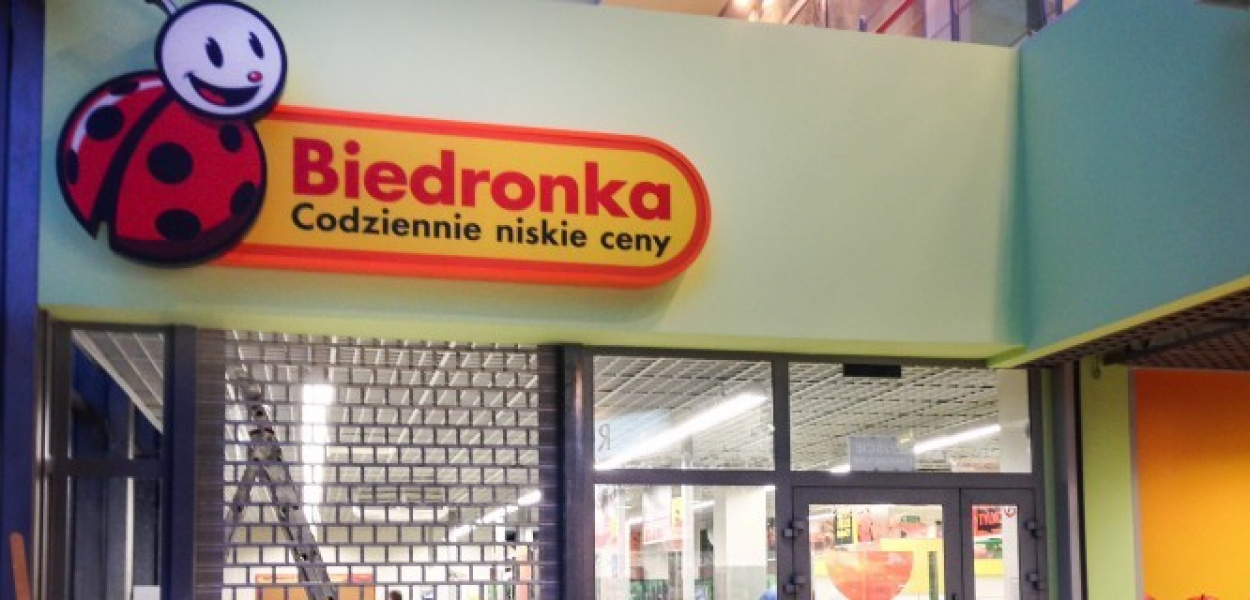 Biedronka
Codziennie niskie ceny